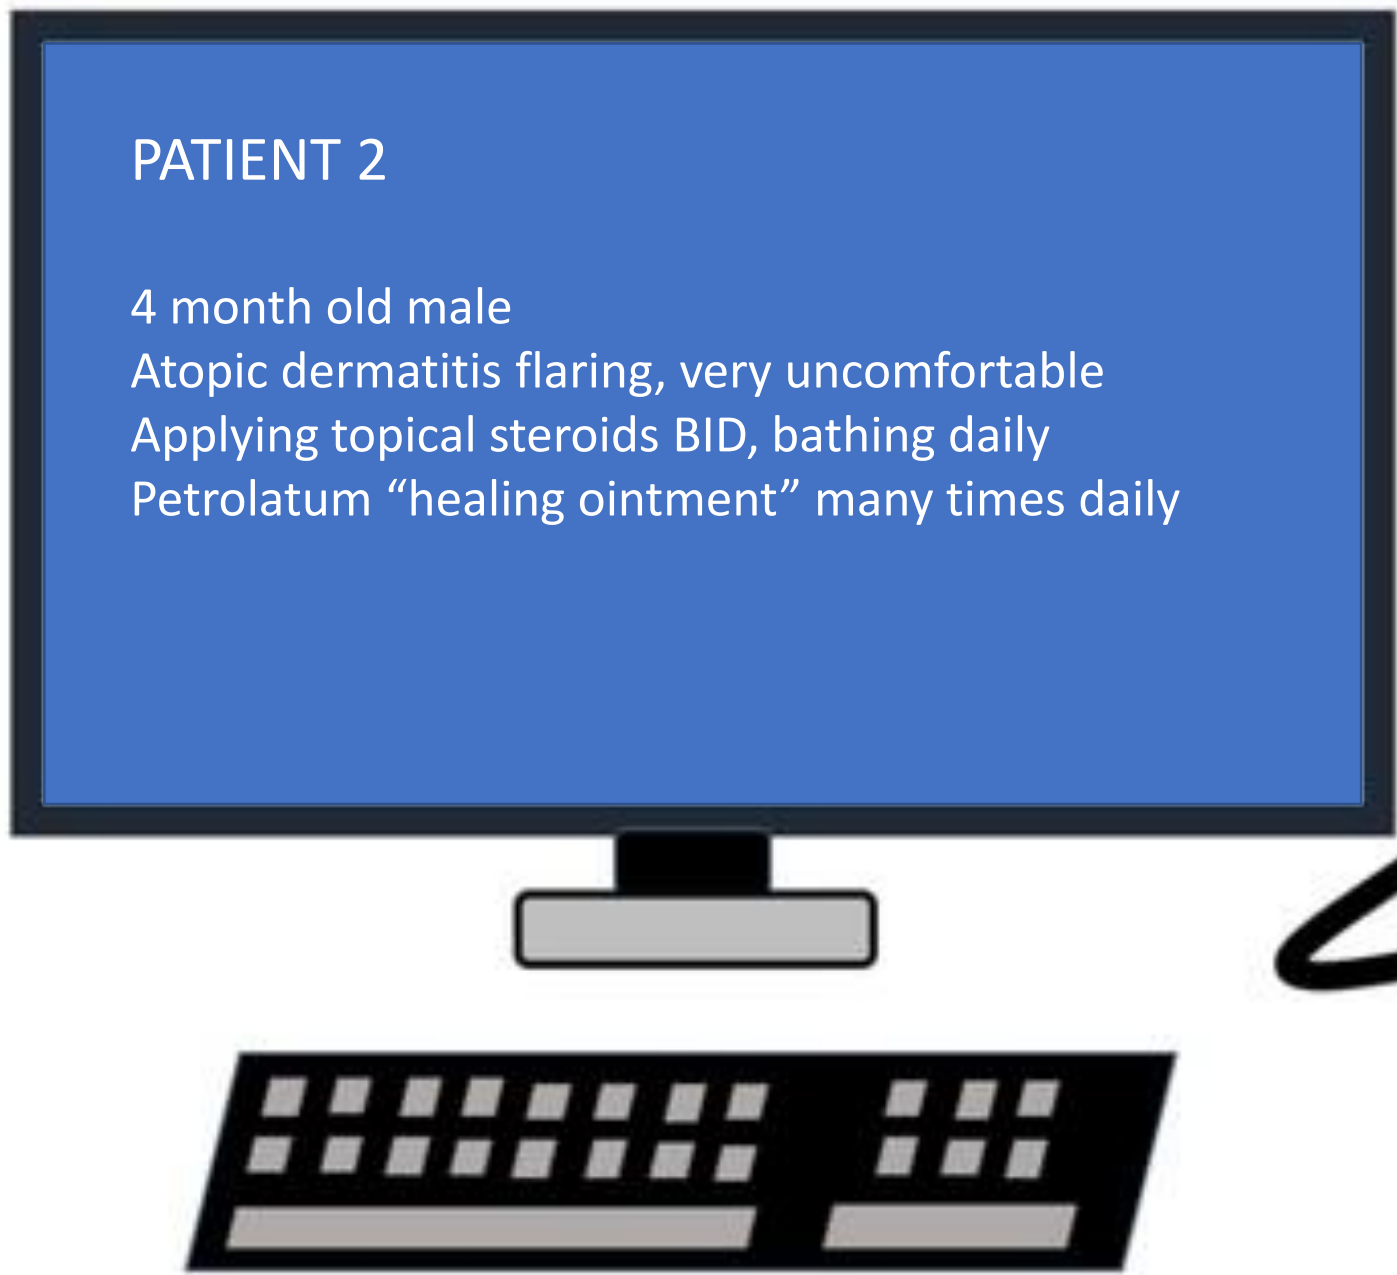 PATIENT 2
4 month old male
Atopic dermatitis flaring, very uncomfortable
Applying topical steroids BID, bathing daily
Petrolatum “healing ointment” many times daily